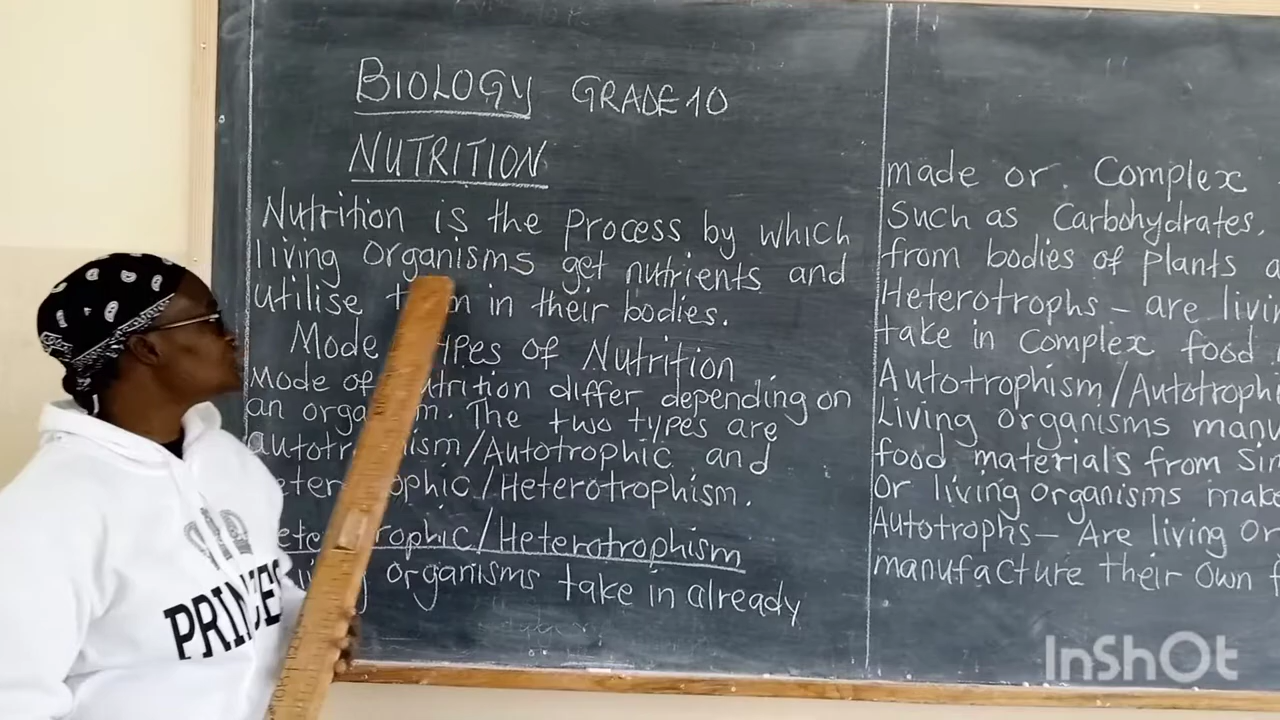 BIOLOGY GRADE 10
NUTRITION
Nutrition is the process by which
living organisms get nutrients and
utilise in their bodies.
Mode of Nutrition
Mode of differ depending on
an The two types are
/Autotrophic and
/Heterotrophism.
/Heterotrophism
organisms take in already
made or Complex
Such as Carbohydrates,
from bodies of plants
Heterotrophs - are
take in Complex food
Autotrophism/
Living organisms
food materials from
Or living organisms
Autotrophs - Are living
manufacture their own
PRINCES
InShOt